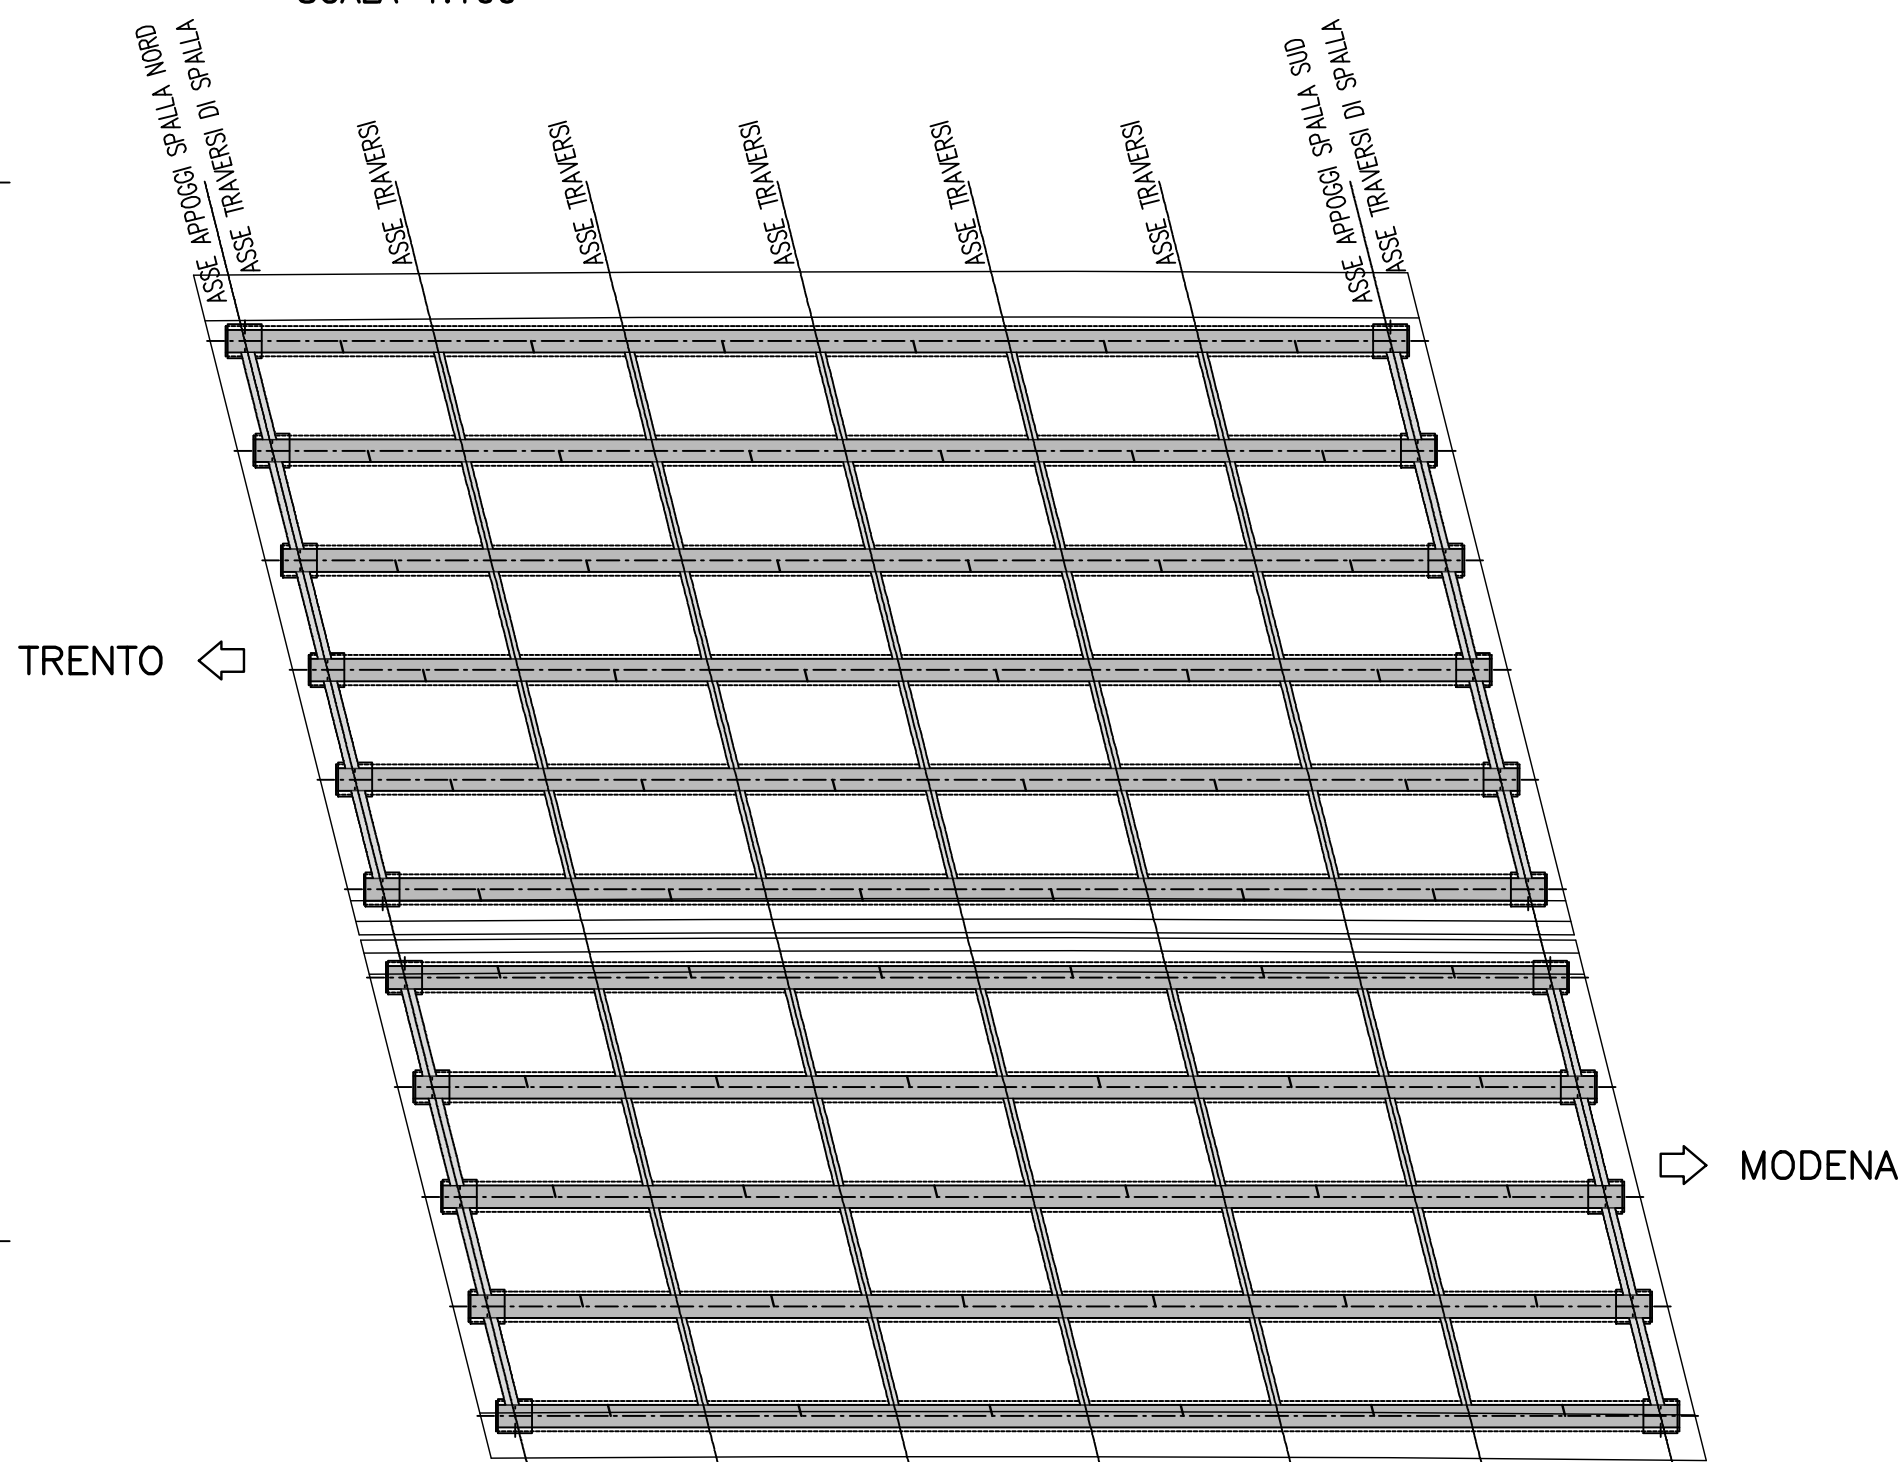 ASSE APPOGGI SPALLA NORD
ASSE TRAVERSI DI SPALLA
ASSE TRAVERSI
ASSE TRAVERSI
ASSE TRAVERSI
ASSE TRAVERSI
ASSE TRAVERSI
ASSE APPOGGI SPALLA SUD
ASSE TRAVERSI DI SPALLA
TRENTO
MODENA